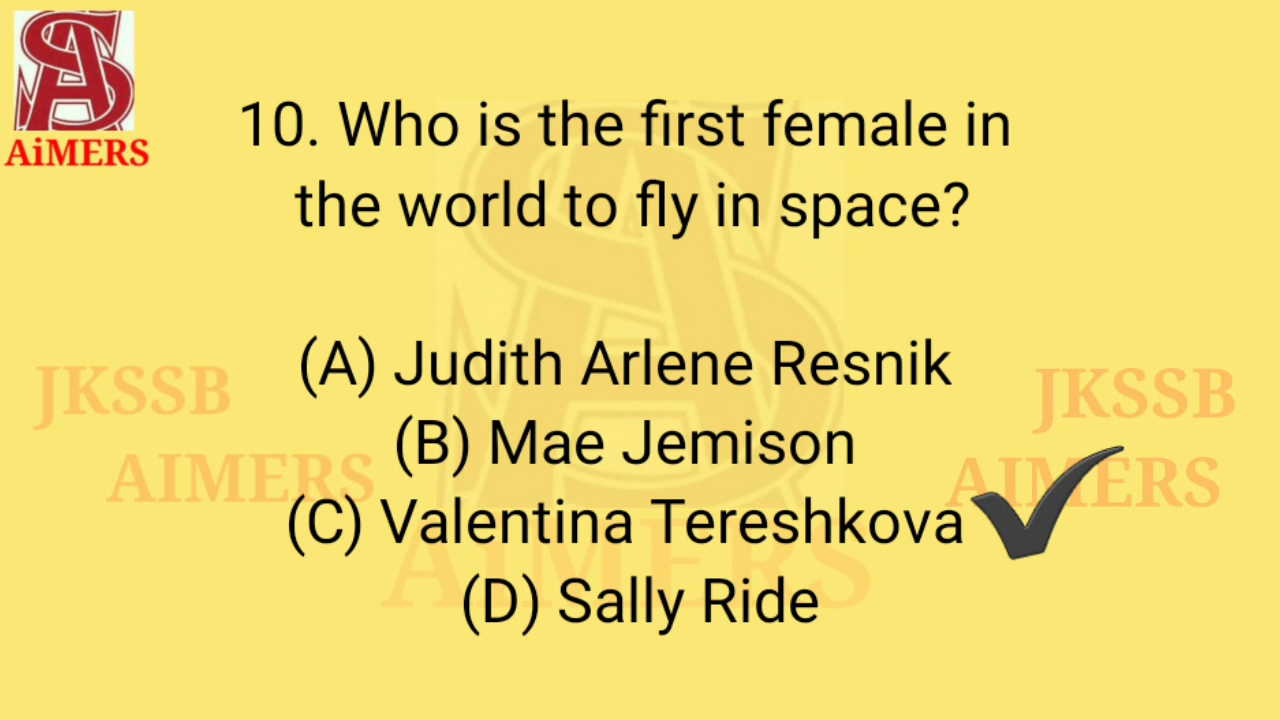 AiMERS
10. Who is the first female in
the world to fly in space?
(A) Judith Arlene Resnik
(B) Mae Jemison
(C) Valentina Tereshkova
(D) Sally Ride
JKSSB
AIMERS
JKSSB
AIMERS
AiMERS